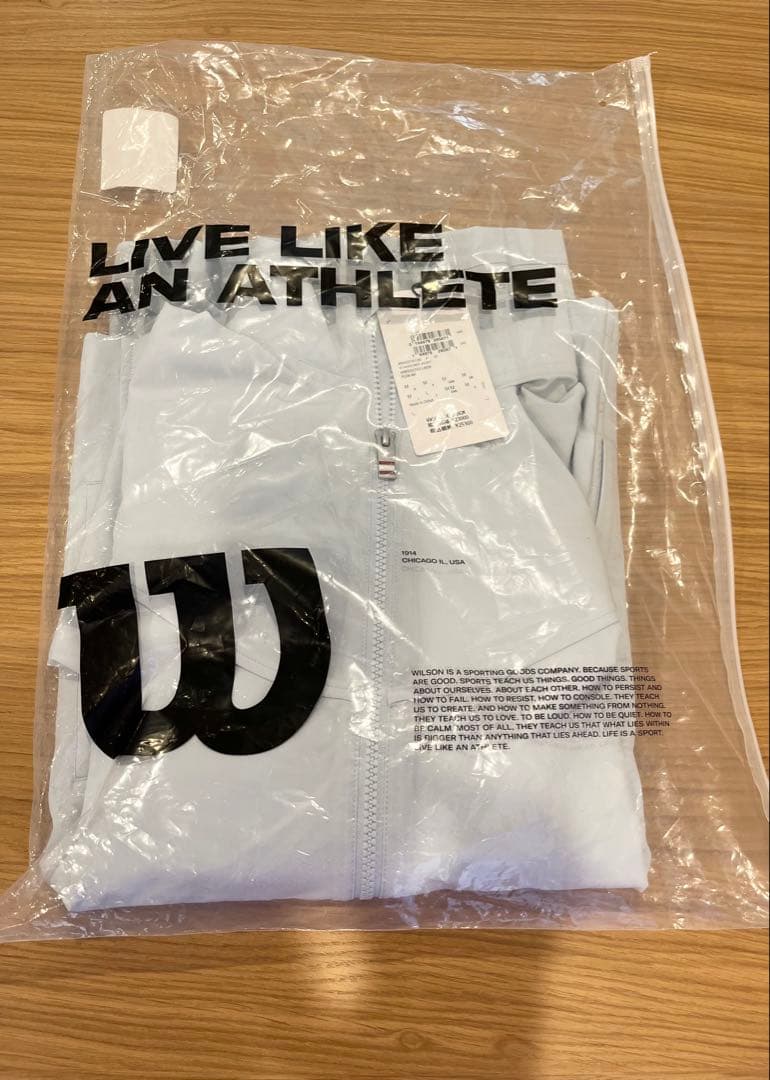 LIVE LIKE
AN ATHLETE
1914
CHICAGO IL, USA
WILSON IS A SPORTING GOODS COMPANY. BECAUSE SPORTS
ARE GOOD. SPORTS TEACH US THINGS. GOOD THINGS. THINGS
ABOUT OURSELVES. ABOUT EACH OTHER. HOW TO PERSIST AND
HOW TO FAIL. HOW TO RESIST. HOW TO CONSOLE. THEY TEACH
US TO CREATE, AND HOW TO MAKE SOMETHING FROM NOTHING.
THEY TEACH US TO LOVE. TO BE LOUD. HOW TO BE QUIET. HOW TO
BE CALM. MOST OF ALL, THEY TEACH US THAT WHAT LIES WITHIN
IS BIGGER THAN ANYTHING THAT LIES AHEAD. LIFE IS A SPORT.
LIVE LIKE AN ATHLETE.